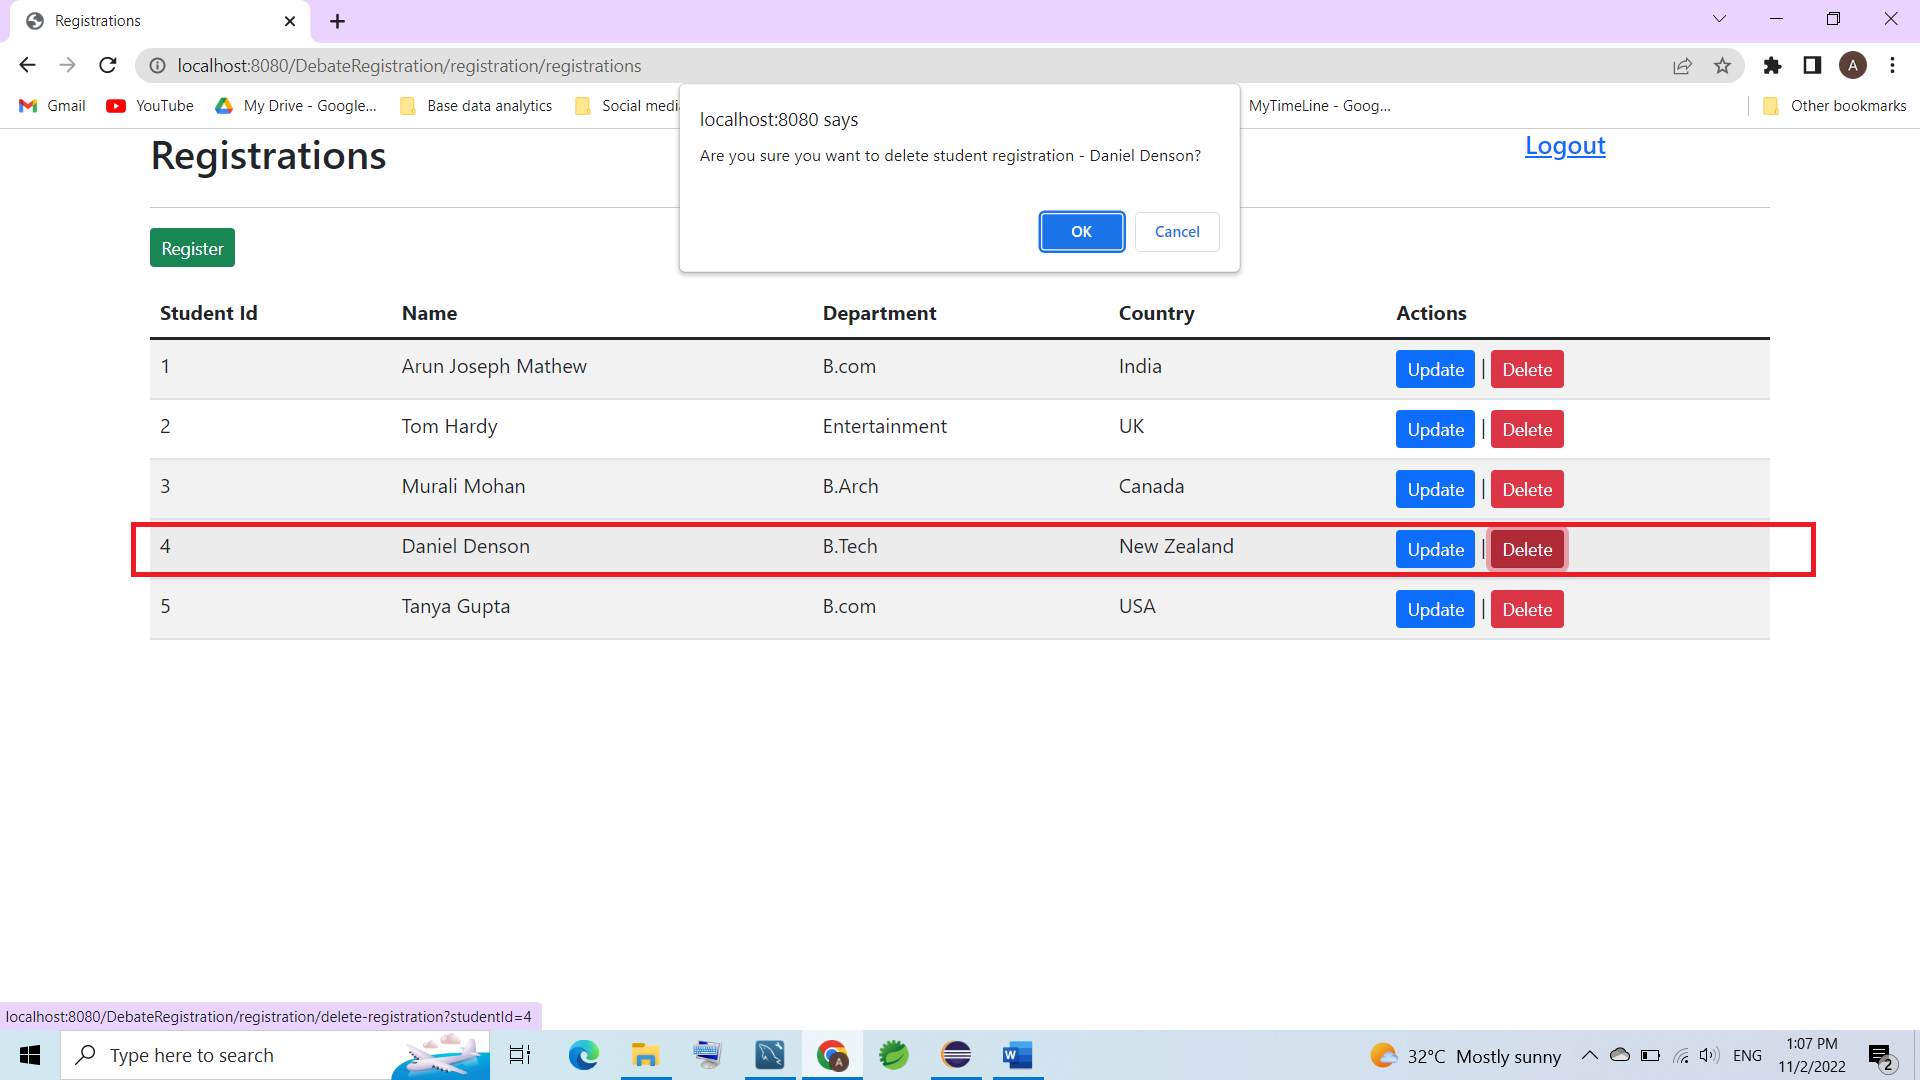 Registrations
localhost:8080/DebateRegistration/registration/registrations
A
Gmail YouTube My Drive - Google... Base data analytics Social medi MyTimeLine - Goog... Other bookmarks
localhost:8080 says
Are you sure you want to delete student registration - Daniel Denson?
OK Cancel
Registrations Logout
Register
Student Id Name Department Country Actions
1 Arun Joseph Mathew B.com India Update | Delete
2 Tom Hardy Entertainment UK Update | Delete
3 Murali Mohan B.Arch Canada Update | Delete
4 Daniel Denson B.Tech New Zealand Update | Delete
5 Tanya Gupta B.com USA Update | Delete
localhost:8080/DebateRegistration/registration/delete-registration?studentId=4
Type here to search
A
W
32°C Mostly sunny
ENG
1:07 PM
11/2/2022
2